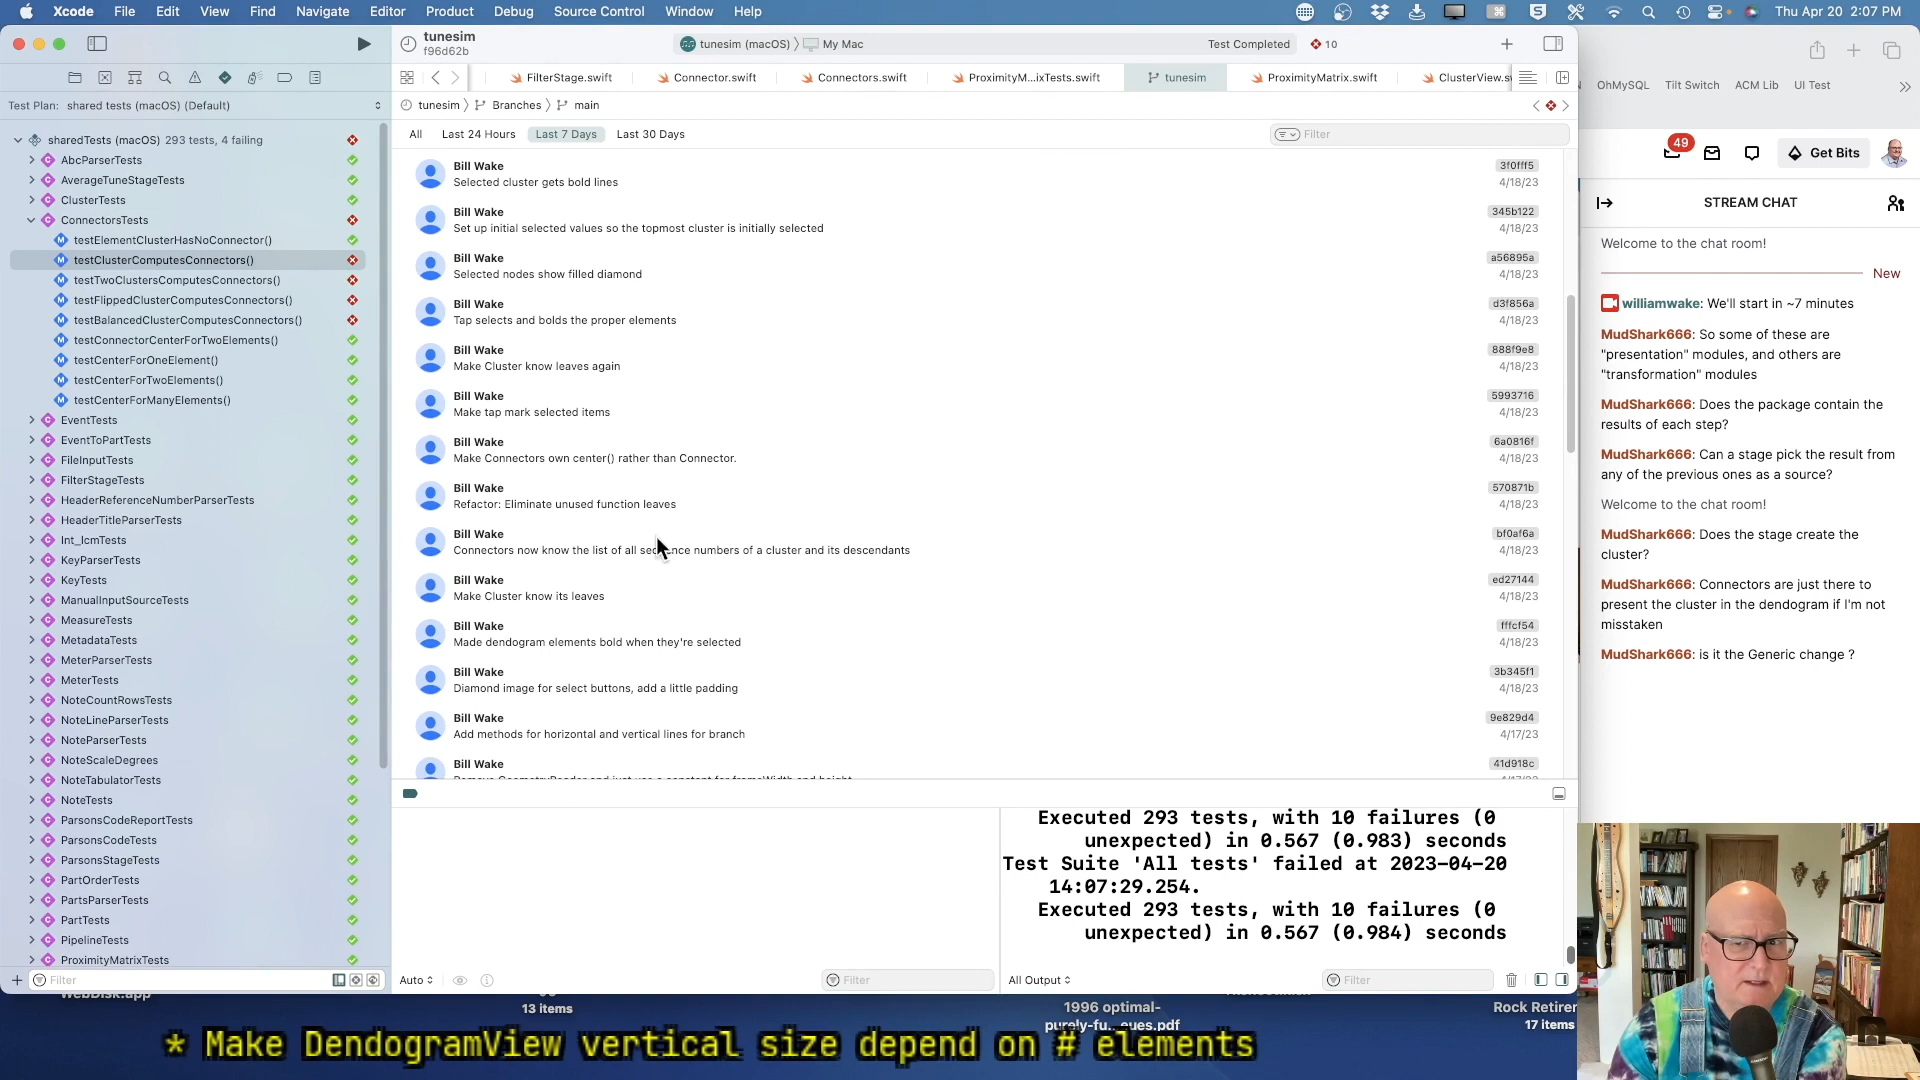 Xcode File Edit View Find Navigate Editor Product Debug Source Control Window Help
Thu Apr 20 2:07 PM
tunesim
f96d62b
tunesim (macOS) 〉 My Mac
Test Completed
10
FilterStage.swift
Connector.swift
Connectors.swift
ProximityM...ixTests.swift
tunesim
ProximityMatrix.swift
OhMySQL Tilt Switch ACM Lib UI Test
Test Plan: shared tests (macOS) (Default)
tunesim 〉 Branches 〉 main
All Last 24 Hours Last 7 Days Last 30 Days
Filter
sharedTests (macOS) 293 tests, 4 failing
AbcParserTests
AverageTuneStageTests
ClusterTests
ConnectorsTests
testElementClusterHasNoConnector()
testClusterComputesConnectors()
testTwoClustersComputesConnectors()
testFlippedClusterComputesConnectors()
testBalancedClusterComputesConnectors()
testConnectorCenterForTwoElements()
testCenterForOneElement()
testCenterForTwoElements()
testCenterForManyElements()
EventTests
EventToPartTests
FileInputTests
FilterStageTests
HeaderReferenceNumberParserTests
HeaderTitleParserTests
Int_lcmTests
KeyParserTests
KeyTests
ManualInputSourceTests
MeasureTests
MetadataTests
MeterParserTests
MeterTests
NoteCountRowsTests
NoteLineParserTests
NoteParserTests
NoteScaleDegrees
NoteTabulatorTests
NoteTests
ParsonsCodeReportTests
ParsonsCodeTests
ParsonsStageTests
PartOrderTests
PartsParserTests
PartTests
PipelineTests
ProximityMatrixTests
Filter
Bill Wake 3f0fff5
Selected cluster gets bold lines 4/18/23
Bill Wake 345b122
Set up initial selected values so the topmost cluster is initially selected 4/18/23
Bill Wake a56895a
Selected nodes show filled diamond 4/18/23
Bill Wake d3f856a
Tap selects and bolds the proper elements 4/18/23
Bill Wake 888f9e8
Make Cluster know leaves again 4/18/23
Bill Wake 5993716
Make tap mark selected items 4/18/23
Bill Wake 6a0816f
Make Connectors own center() rather than Connector. 4/18/23
Bill Wake 570871b
Refactor: Eliminate unused function leaves 4/18/23
Bill Wake bf0af6a
Connectors now know the list of all numbers of a cluster and its descendants 4/18/23
Bill Wake ed27144
Make Cluster know its leaves 4/18/23
Bill Wake fffcf54
Made dendogram elements bold when they're selected 4/18/23
Bill Wake 3b345f1
Diamond image for select buttons, add a little padding 4/18/23
Bill Wake 9e829d4
Add methods for horizontal and vertical lines for branch 4/17/23
Bill Wake 41d918c
Executed 293 tests, with 10 failures (0
unexpected) in 0.567 (0.983) seconds
Test Suite 'All tests' failed at 2023-04-20
14:07:29.254.
Executed 293 tests, with 10 failures (0
unexpected) in 0.567 (0.984) seconds
Auto
Filter
All Output
Filter
49
Get Bits
STREAM CHAT
Welcome to the chat room!
New
williamwake: We'll start in ~7 minutes
MudShark666: So some of these are
"presentation" modules, and others are
"transformation" modules
MudShark666: Does the package contain the
results of each step?
MudShark666: Can a stage pick the result from
any of the previous ones as a source?
Welcome to the chat room!
MudShark666: Does the stage create the
cluster?
MudShark666: Connectors are just there to
present the cluster in the dendogram if I'm not
misstaken
MudShark666: is it the Generic change ?
WebDisk.app
13 items
1996 optimal-
purely-fu...eues.pdf
Rock Retirer
17 items
* Make DendogramView vertical size depend on # elements